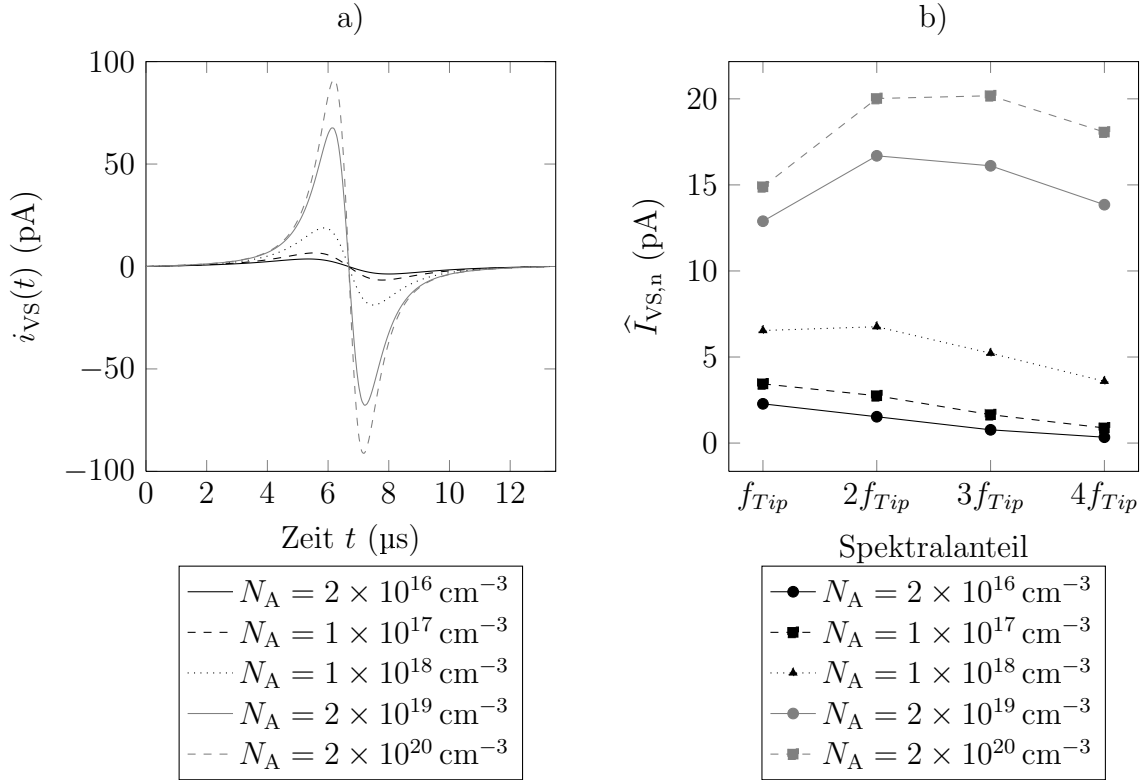 a)
100
50
0
−50
−100
i_VS(t) (pA)
0 2 4 6 8 10 12
Zeit t (µs)
N_A = 2 × 10^16 cm^−3
N_A = 1 × 10^17 cm^−3
N_A = 1 × 10^18 cm^−3
N_A = 2 × 10^19 cm^−3
N_A = 2 × 10^20 cm^−3
b)
20
15
10
5
0
Î_VS,n (pA)
f_Tip 2f_Tip 3f_Tip 4f_Tip
Spektralanteil
N_A = 2 × 10^16 cm^−3
N_A = 1 × 10^17 cm^−3
N_A = 1 × 10^18 cm^−3
N_A = 2 × 10^19 cm^−3
N_A = 2 × 10^20 cm^−3